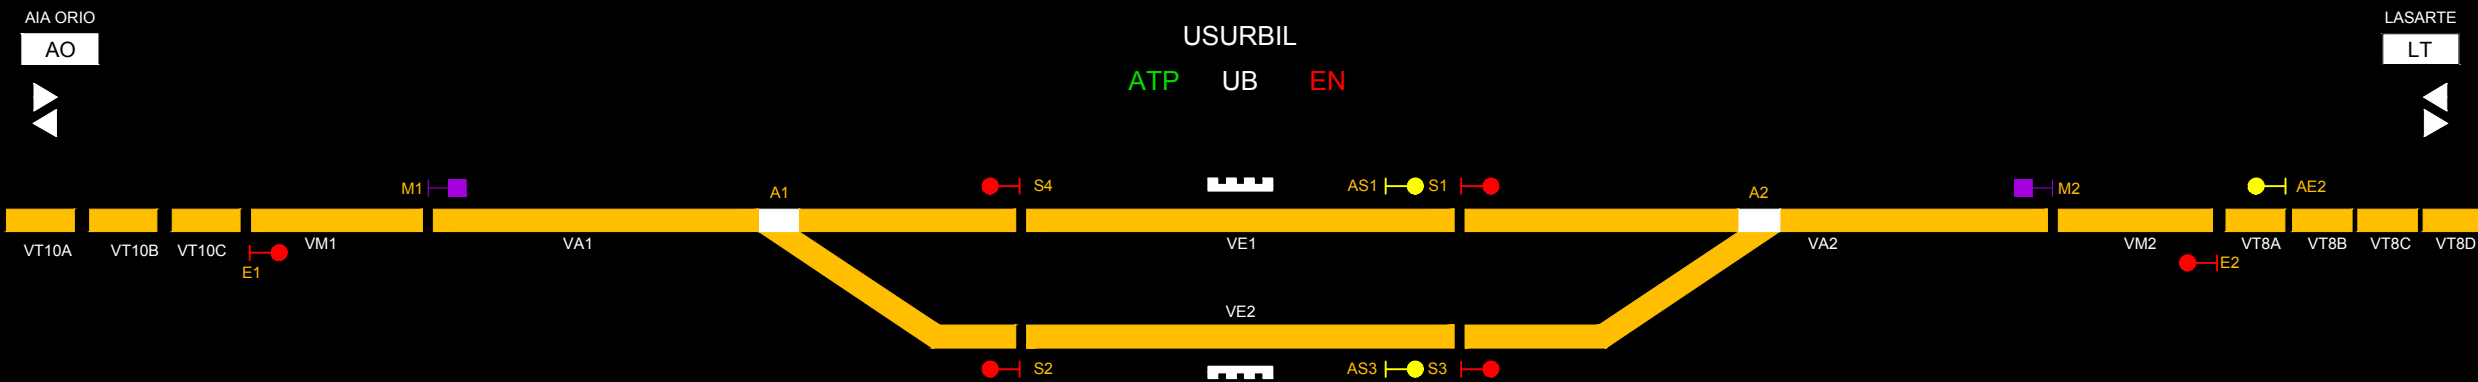 AIA ORIO
LASARTE
AO
USURBIL
LT
ATP UB EN
M1
A1
S4
AS1
S1
A2
M2
AE2
VT10A
VT10B
VT10C
VM1
VA1
VE1
VA2
VM2
VT8A
VT8B
VT8C
VT8D
E1
E2
VE2
S2
AS3
S3